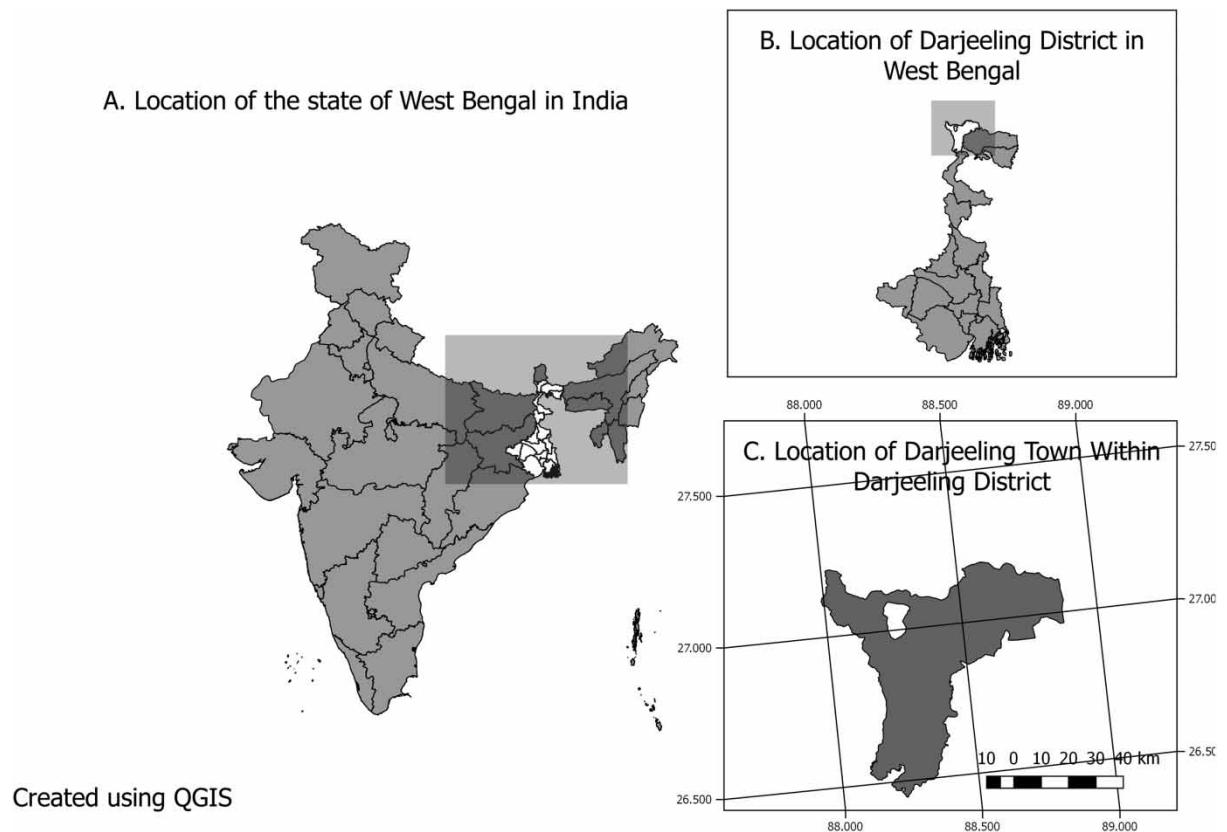 A. Location of the state of West Bengal in India
B. Location of Darjeeling District in
West Bengal
88.000 88.500 89.000
C. Location of Darjeeling Town Within
Darjeeling District
27.50
27.500
27.00
27.000
26.50
10 0 10 20 30 40 km
26.500
88.000 88.500 89.000
Created using QGIS